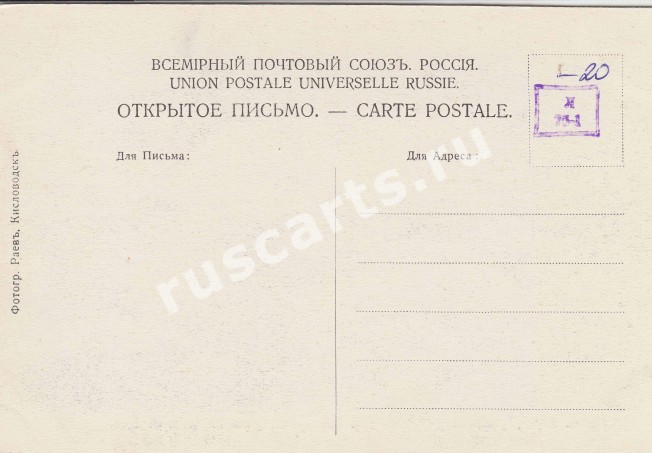 ВСЕМІРНЫЙ ПОЧТОВЫЙ СОЮЗЪ. РОССІЯ.
UNION POSTALE UNIVERSELLE RUSSIE.
ОТКРЫТОЕ ПИСЬМО. — CARTE POSTALE.
—20
Для Письма:
Для Адреса:
Фотогр. Раевъ, Кисловодскъ
ruscarts.ru